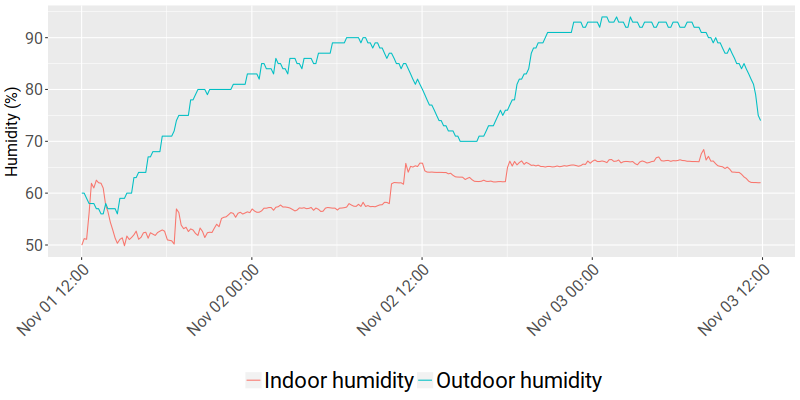 Humidity (%)
90
80
70
60
50
Nov 01 12:00
Nov 02 00:00
Nov 02 12:00
Nov 03 00:00
Nov 03 12:00
Indoor humidity Outdoor humidity